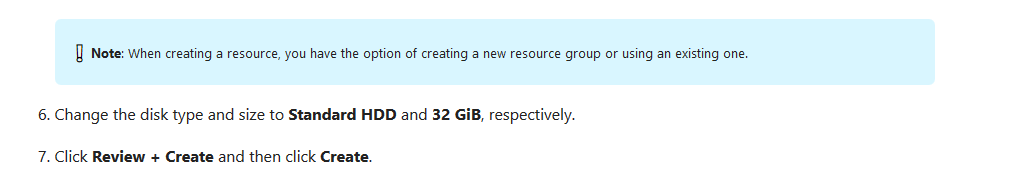 Note: When creating a resource, you have the option of creating a new resource group or using an existing one.
6. Change the disk type and size to Standard HDD and 32 GiB, respectively.
7. Click Review + Create and then click Create.